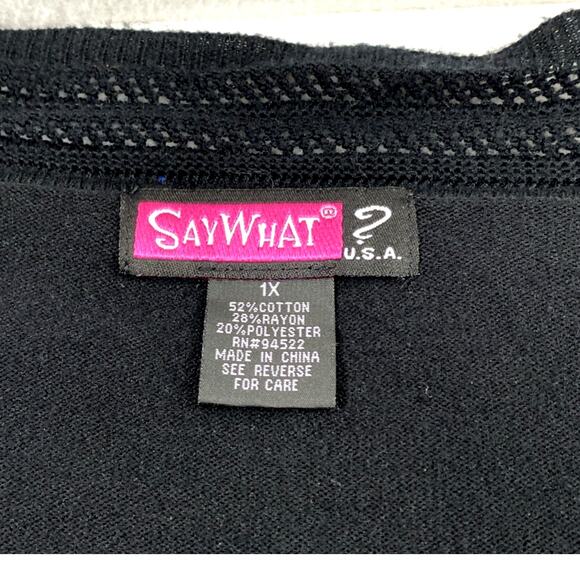 SAYWHAT® ?
U.S.A.
1X
52%COTTON
28%RAYON
20%POLYESTER
RN#94522
MADE IN CHINA
SEE REVERSE
FOR CARE